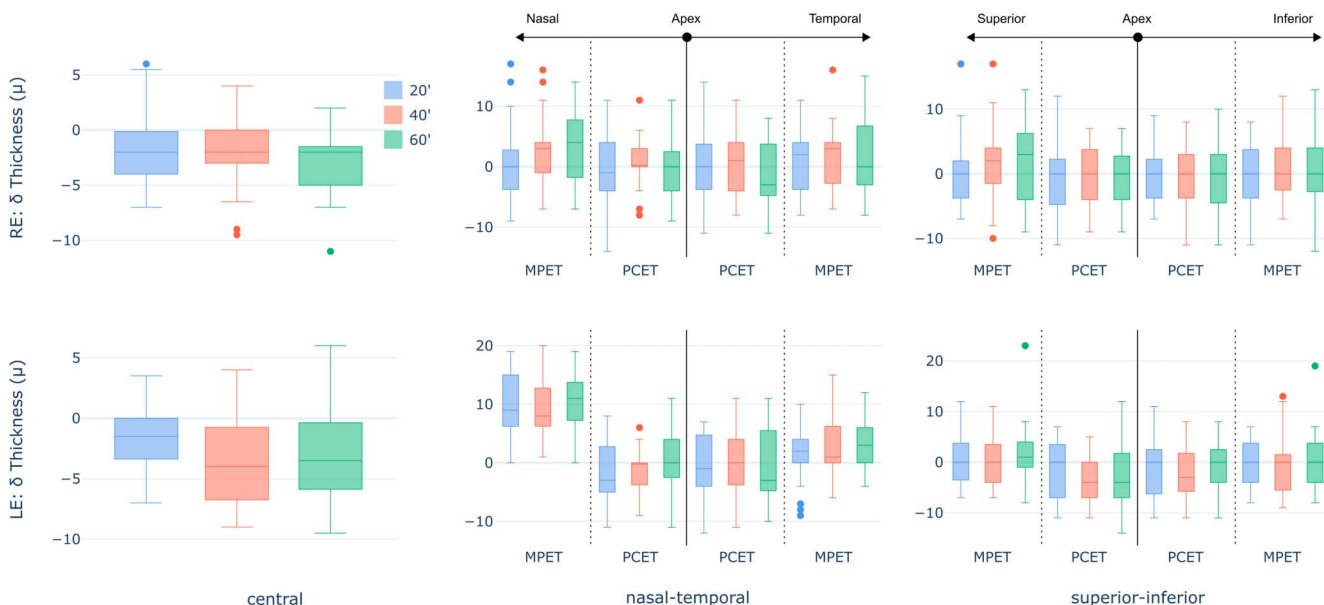 Nasal Apex Temporal
Superior Apex Inferior
RE: δ Thickness (μ)
5
0
−5
−10
20'
40'
60'
10
0
−10
MPET PCET PCET MPET
10
0
−10
MPET PCET PCET MPET
LE: δ Thickness (μ)
5
0
−5
−10
central
20
10
0
−10
MPET PCET PCET MPET
nasal-temporal
20
10
0
−10
MPET PCET PCET MPET
superior-inferior